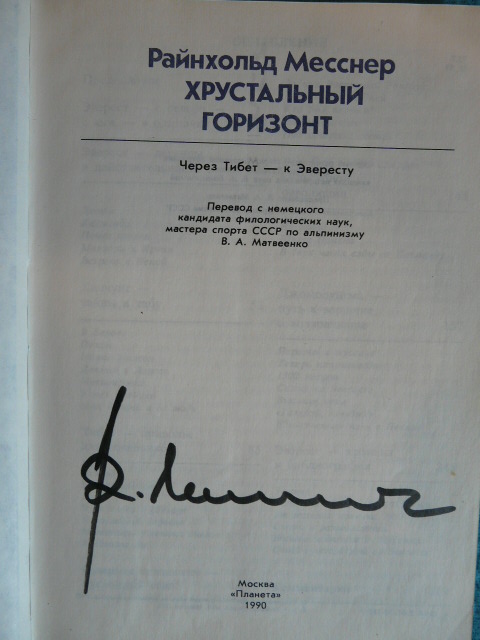 Райнхольд Месснер
ХРУСТАЛЬНЫЙ
ГОРИЗОНТ
Через Тибет — к Эвересту
Перевод с немецкого
кандидата филологических наук,
мастера спорта СССР по альпинизму
В. А. Матвеенко
Москва
«Планета»
1990